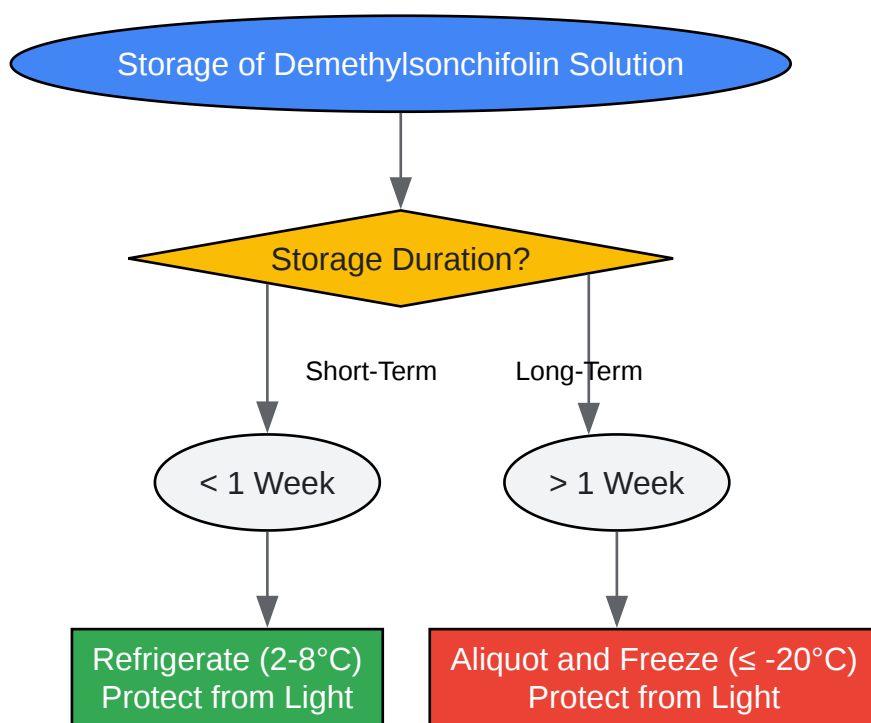 Storage of Demethylsonchifolin Solution
Storage Duration?
Short-Term
Long-Term
< 1 Week
> 1 Week
Refrigerate (2-8°C)
Protect from Light
Aliquot and Freeze (≤ -20°C)
Protect from Light